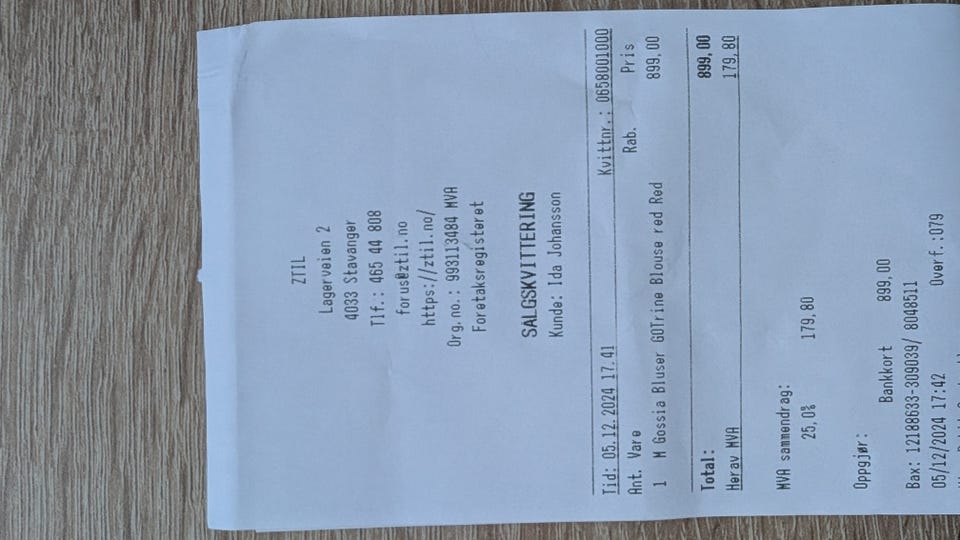 ZTIL
Lagerveien 2
4033 Stavanger
Tlf.: 465 44 808
forus@ztil.no
https://ztil.no/
Org.no.: 993113484 MVA
Foretaksregisteret
SALGSKVITTERING
Kunde: Ida Johansson
Tid: 05.12.2024 17.41 Kvittnr.: 0658001000
Ant. Vare Rab. Pris
1 M Gossia Bluser GOTrine Blouse red Red 899,00
Total: 899,00
Herav MVA 179,80
MVA sammendrag:
25,0% 179,80
Oppgjør:
Bankkort 899,00
Bax: 12188633-309039/ 8048511
05/12/2024 17:42 Overf.:079